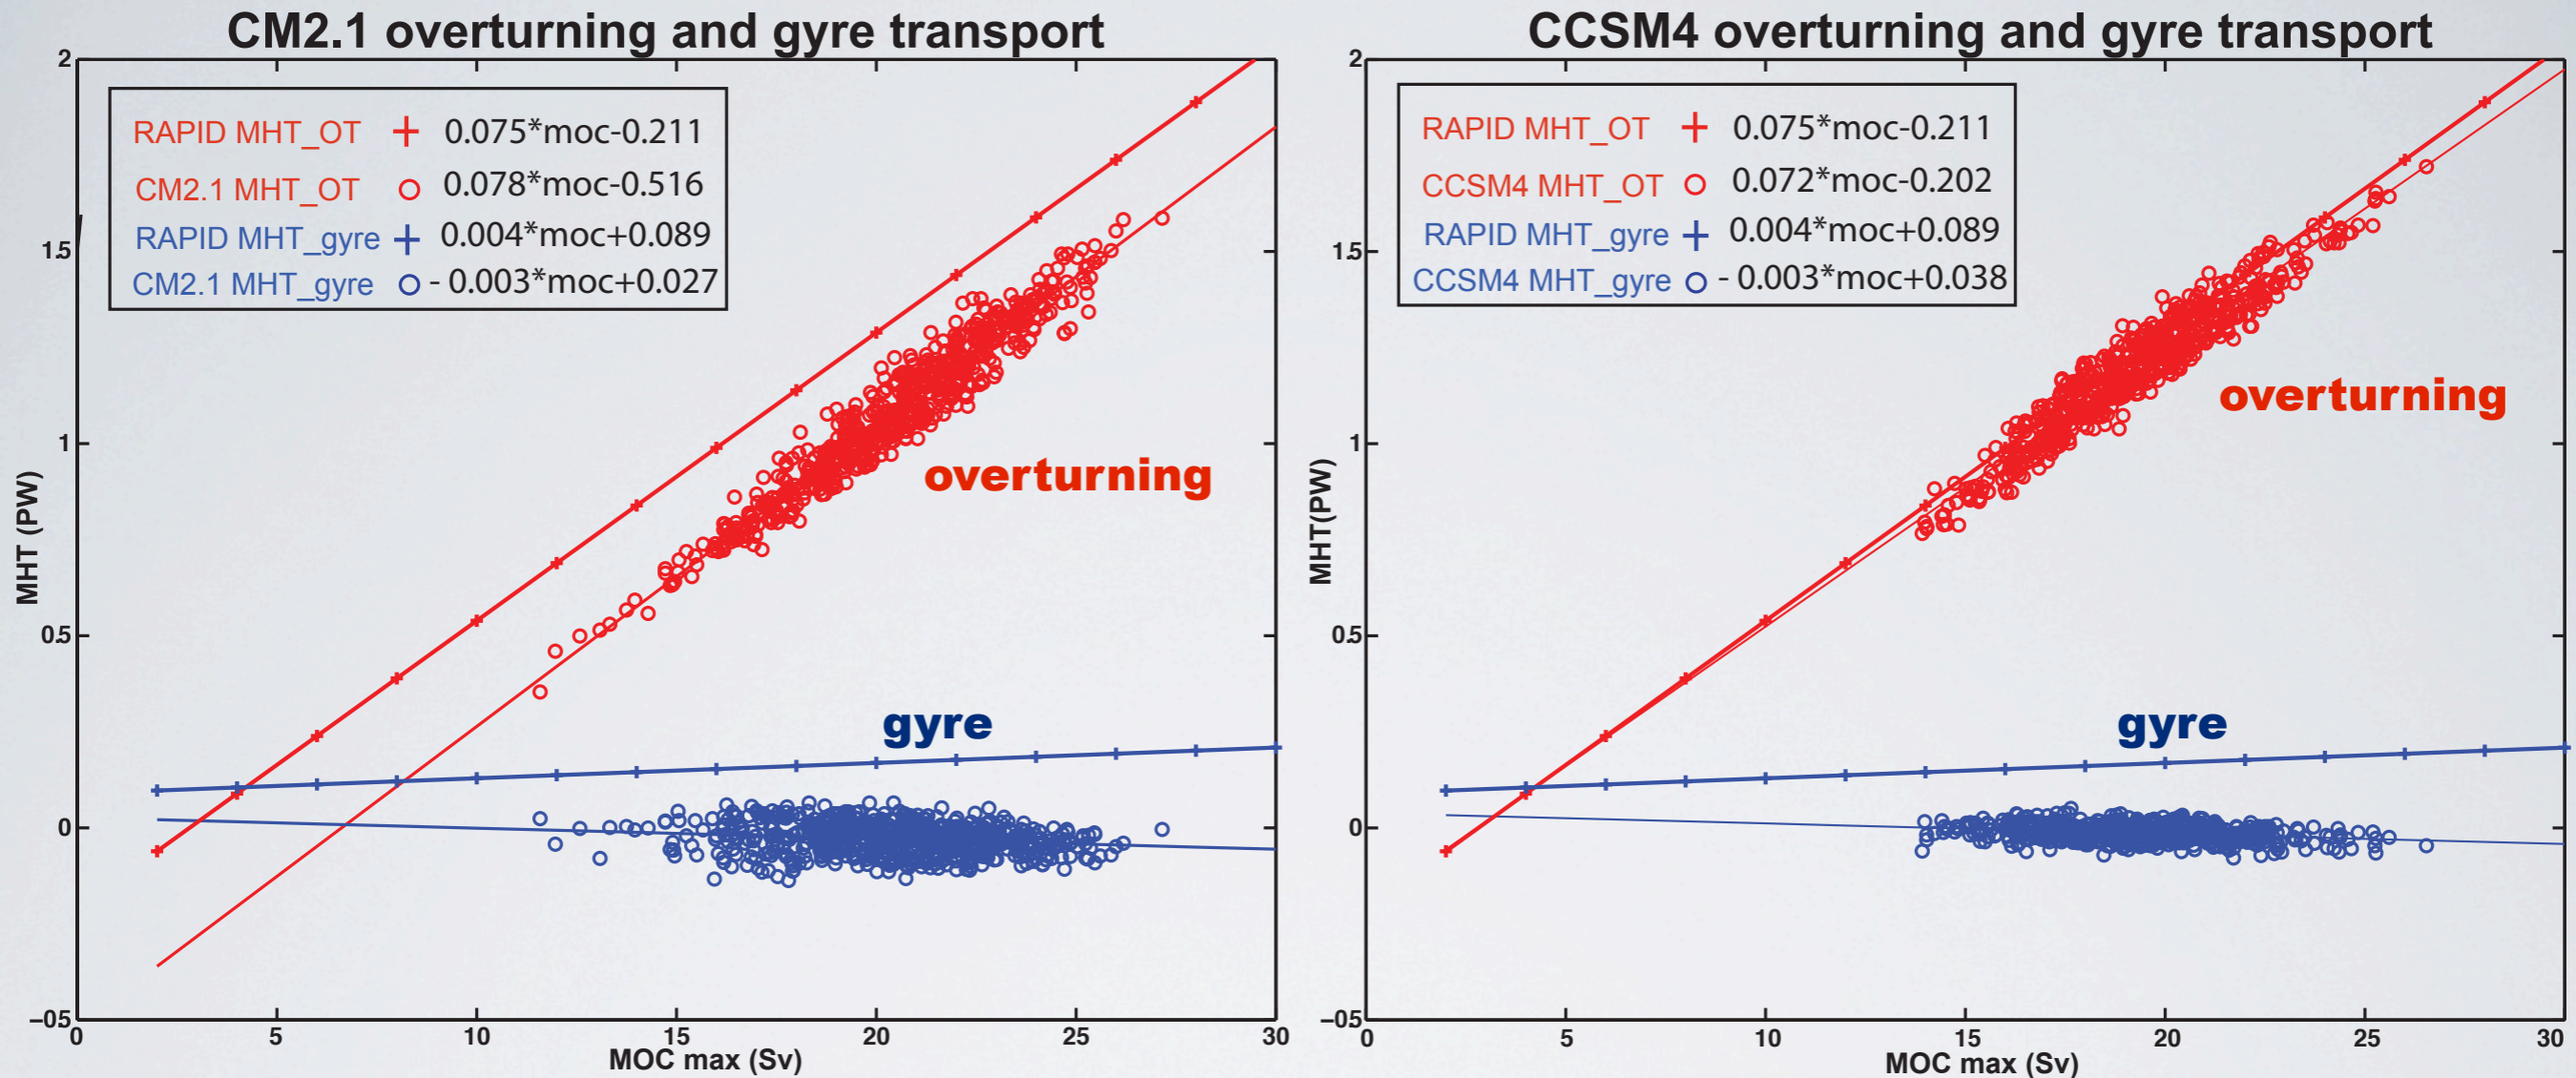 CM2.1 overturning and gyre transport
2
1.5
1
0.5
0
–05
MHT (PW)
RAPID MHT_OT + 0.075*moc-0.211
CM2.1 MHT_OT 0.078*moc-0.516
RAPID MHT_gyre + 0.004*moc+0.089
CM2.1 MHT_gyre - 0.003*moc+0.027
overturning
gyre
0 5 10 15 20 25 30
MOC max (Sv)
CCSM4 overturning and gyre transport
2
1.5
1
0.5
0
–05
MHT(PW)
RAPID MHT_OT + 0.075*moc-0.211
CCSM4 MHT_OT 0.072*moc-0.202
RAPID MHT_gyre + 0.004*moc+0.089
CCSM4 MHT_gyre - 0.003*moc+0.038
overturning
gyre
0 5 10 15 20 25 30
MOC max (Sv)